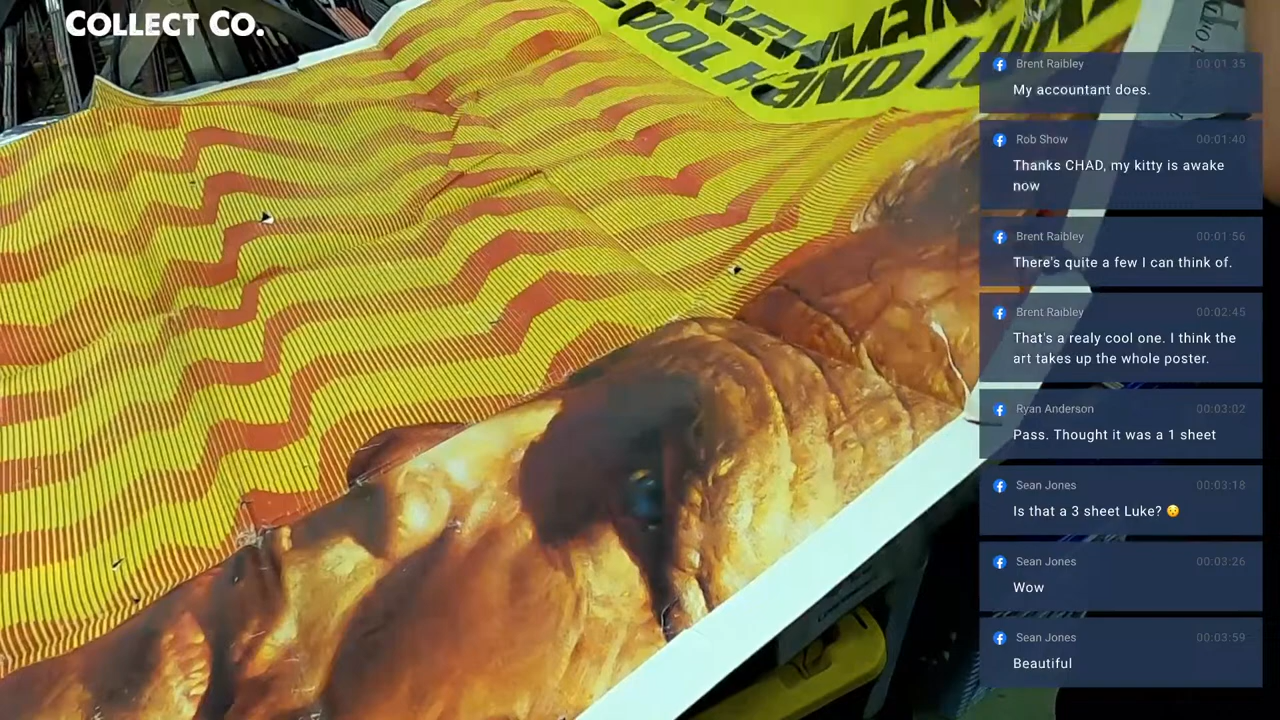 COLLECT CO.
COOL HAND
Brent Raibley 00:01:35
My accountant does.
Rob Show 00:01:40
Thanks CHAD, my kitty is awake
now
Brent Raibley 00:01:56
There's quite a few I can think of.
Brent Raibley 00:02:45
That's a realy cool one. I think the
art takes up the whole poster.
Ryan Anderson 00:03:02
Pass. Thought it was a 1 sheet
Sean Jones 00:03:18
Is that a 3 sheet Luke? 😟
Sean Jones 00:03:26
Wow
Sean Jones 00:03:59
Beautiful